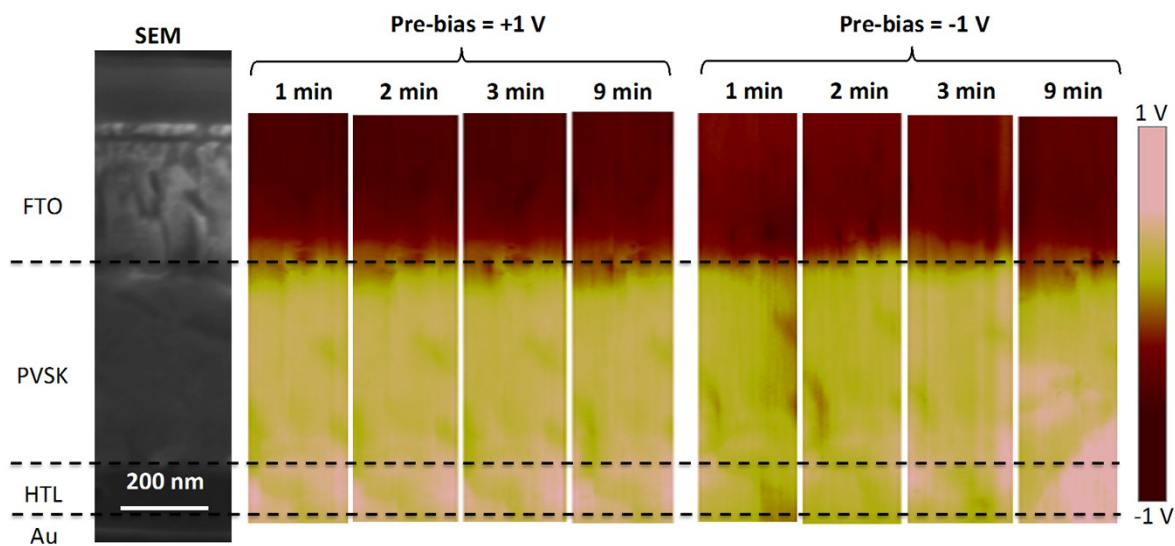 SEM
Pre-bias = +1 V
Pre-bias = -1 V
1 min 2 min 3 min 9 min
1 min 2 min 3 min 9 min
1 V
FTO
PVSK
HTL
200 nm
Au
-1 V